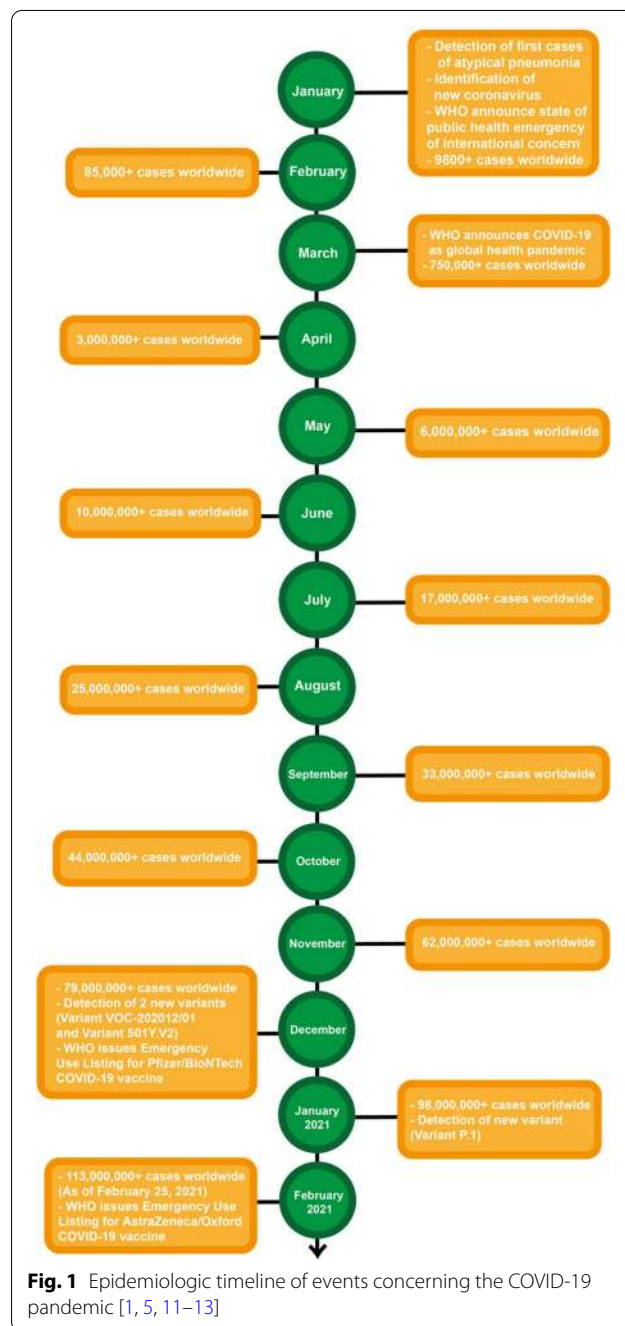 January
- Detection of first cases
of atypical pneumonia
- Identification of
new coronavirus
- WHO announce state of
public health emergency
of international concern
- 9800+ cases worldwide
February
85,000+ cases worldwide
March
- WHO announces COVID-19
as global health pandemic
- 750,000+ cases worldwide
April
3,000,000+ cases worldwide
May
6,000,000+ cases worldwide
June
10,000,000+ cases worldwide
July
17,000,000+ cases worldwide
August
25,000,000+ cases worldwide
September
33,000,000+ cases worldwide
October
44,000,000+ cases worldwide
November
62,000,000+ cases worldwide
December
- 79,000,000+ cases worldwide
- Detection of 2 new variants
(Variant VOC-202012/01
and Variant 501Y.V2)
- WHO issues Emergency
Use Listing for Pfizer/BioNTech
COVID-19 vaccine
January
2021
- 98,000,000+ cases worldwide
- Detection of new variant
(Variant P.1)
February
2021
- 113,000,000+ cases worldwide
(As of February 25, 2021)
- WHO issues Emergency Use
Listing for AstraZeneca/Oxford
COVID-19 vaccine
Fig. 1 Epidemiologic timeline of events concerning the COVID-19
pandemic [1, 5, 11–13]